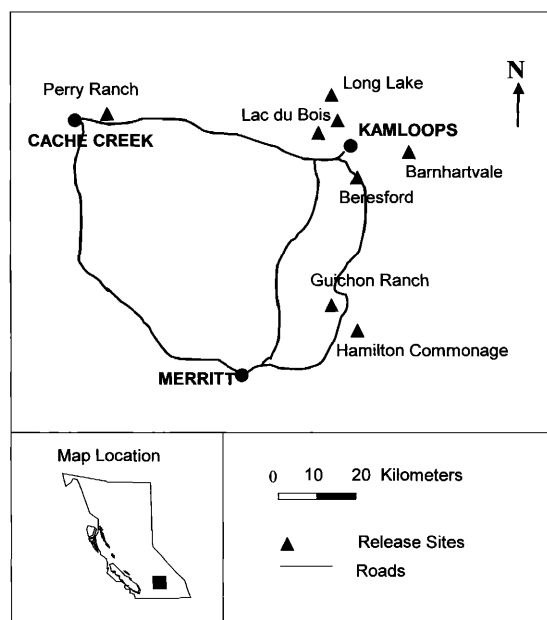 Long Lake
N
Perry Ranch
Lac du Bois
CACHE CREEK
KAMLOOPS
Barnhartvale
Beresford
Guichon Ranch
Hamilton Commonage
MERRITT
Map Location
0 10 20 Kilometers
Release Sites
Roads